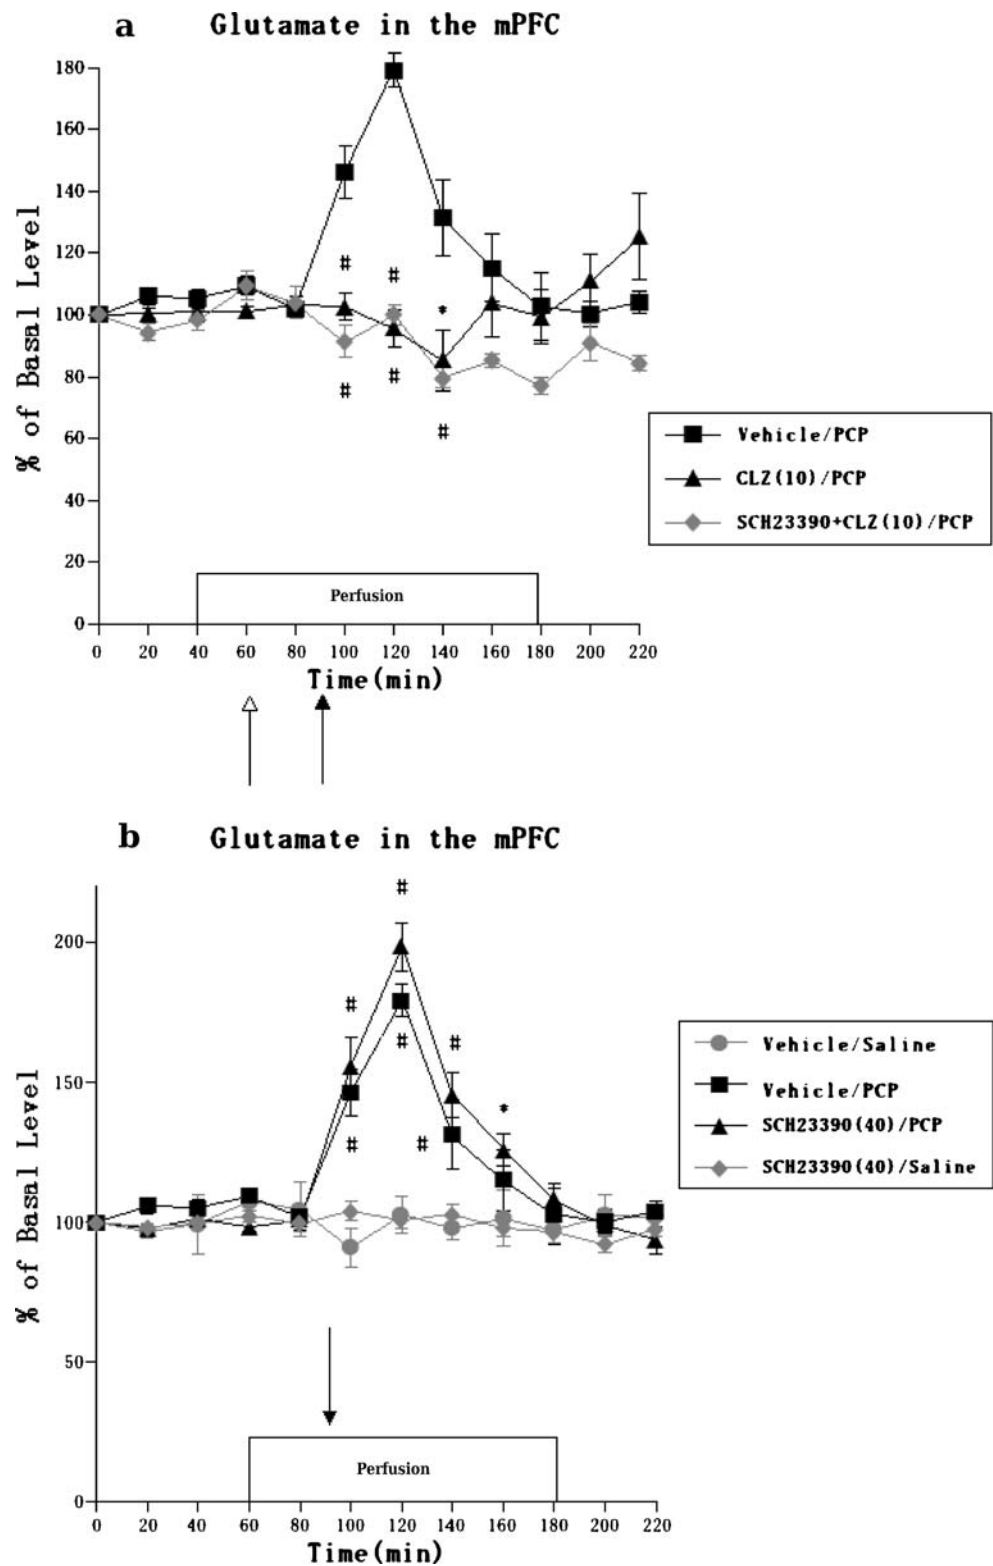 a Glutamate in the mPFC
% of Basal Level
180
160
140
120
100
80
60
40
20
0
#
#
*
#
#
#
Vehicle/PCP
CLZ(10)/PCP
SCH23390+CLZ(10)/PCP
Perfusion
0 20 40 60 80 100 120 140 160 180 200 220
Time(min)
b Glutamate in the mPFC
% of Basal Level
200
150
100
50
0
#
#
#
#
*
#
#
Vehicle/Saline
Vehicle/PCP
SCH23390(40)/PCP
SCH23390(40)/Saline
Perfusion
0 20 40 60 80 100 120 140 160 180 200 220
Time(min)